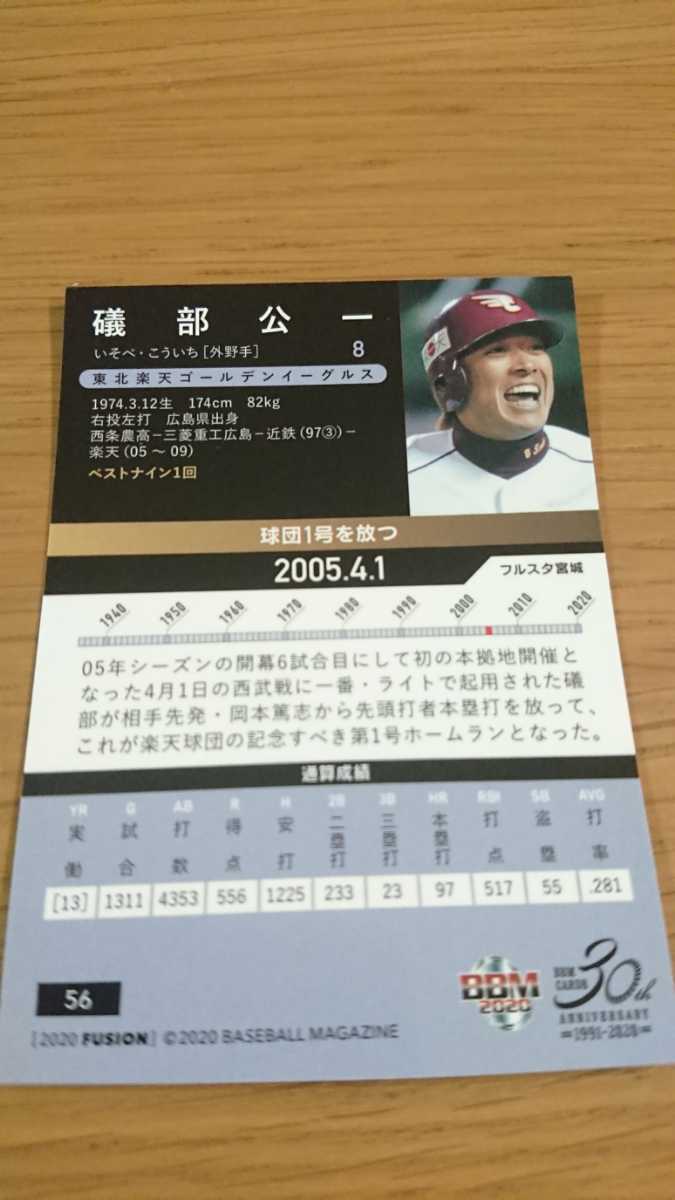 礒部公一
いそべ・こういち［外野手］ 8
東北楽天ゴールデンイーグルス
1974.3.12生 174cm 82kg
右投左打 広島県出身
西条農高－三菱重工広島－近鉄(97③)－
楽天(05～09)
ベストナイン1回
球団1号を放つ
2005.4.1 フルスタ宮城
1940 1950 1960 1970 1980 1990 2000 2010 2020
05年シーズンの開幕6試合目にして初の本拠地開催と
なった4月1日の西武戦に一番・ライトで起用された礒
部が相手先発・岡本篤志から先頭打者本塁打を放って、
これが楽天球団の記念すべき第1号ホームランとなった。
通算成績
YR G AB R H 2B 3B HR RBI SB AVG
実働 試合 打数 得点 安打 二塁打 三塁打 本塁打 打点 盗塁 打率
[13] 1311 4353 556 1225 233 23 97 517 55 .281
56
BBM 2020
BBM CARDS 30th ANNERSARY 1991-2020
[2020 FUSION] ©2020 BASEBALL MAGAZINE